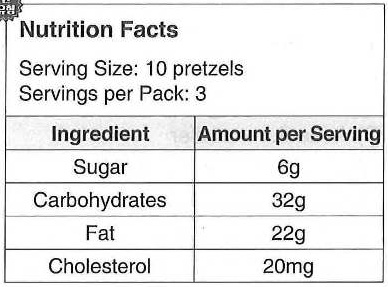 Nutrition Facts
Serving Size: 10 pretzels
Servings per Pack: 3
Ingredient Amount per Serving
Sugar 6g
Carbohydrates 32g
Fat 22g
Cholesterol 20mg